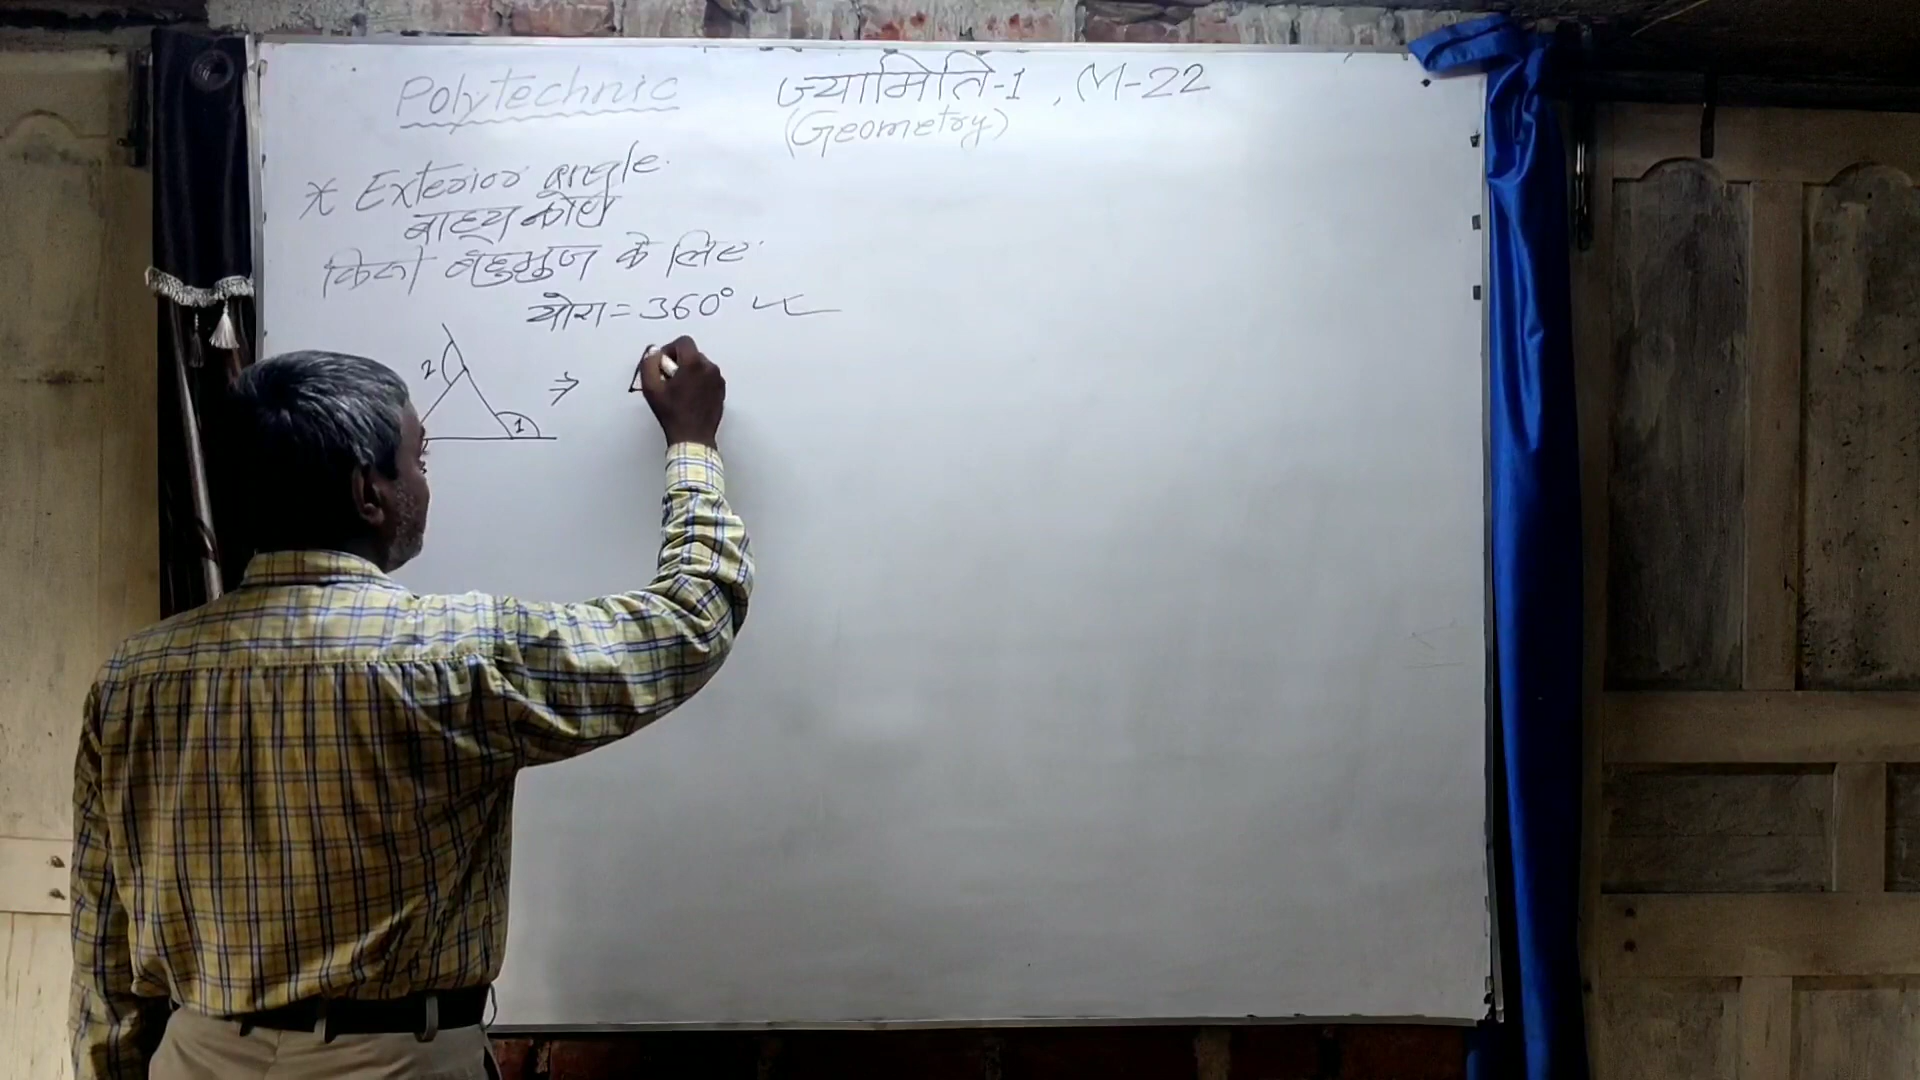 Polytechnic ज्यामिति-1, M-22
(Geometry)
* Exterior angle.
बाह्य कोण
किसी बहुभुज के लिए
योग = 360°
2
⇒
1